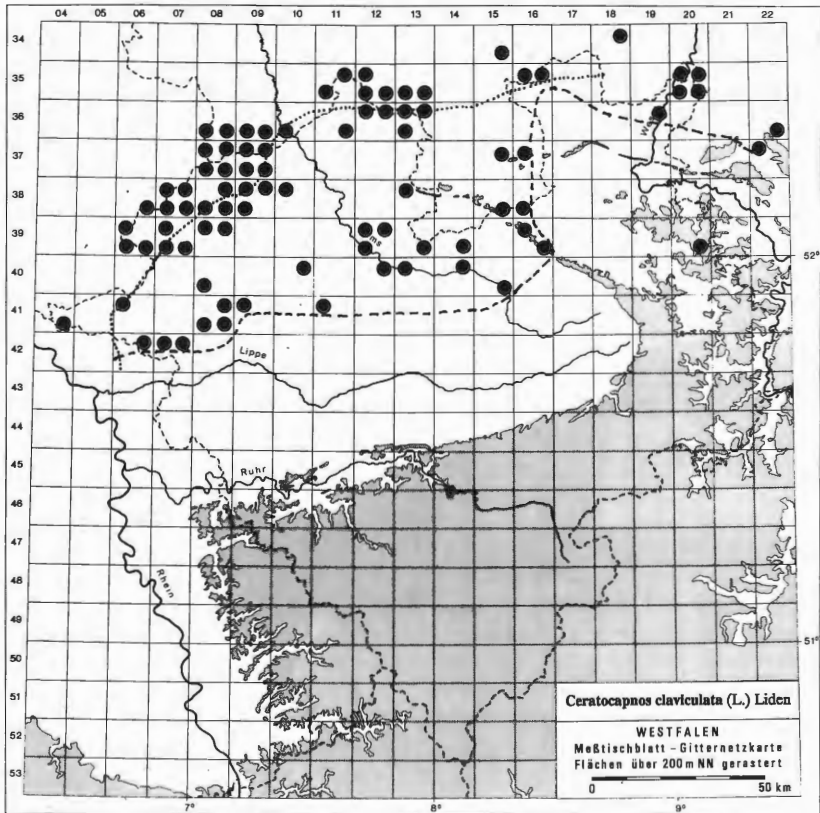 04 05 06 07 08 09 10 11 12 13 14 15 16 17 18 19 20 21 22
34
35
36
37
38
39
40
41
42
43
44
45
46
47
48
49
50
51
52
53
52°
51°
Ems
Lippe
Ruhr
Rhein
Ceratocapnos claviculata (L.) Liden
WESTFALEN
Meßtischblatt – Gitternetzkarte
Flächen über 200 m NN gerastert
0 50 km
7° 8° 9°